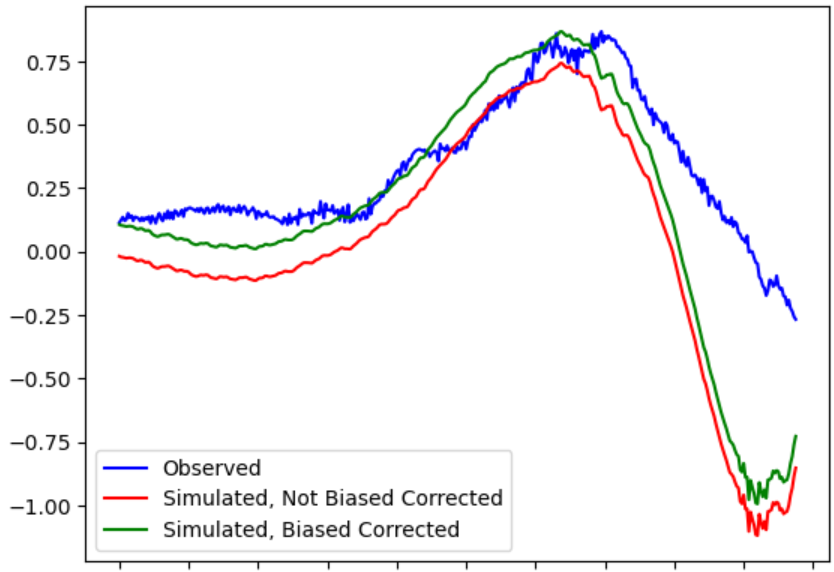 0.75
0.50
0.25
0.00
−0.25
−0.50
−0.75
−1.00
Observed
Simulated, Not Biased Corrected
Simulated, Biased Corrected